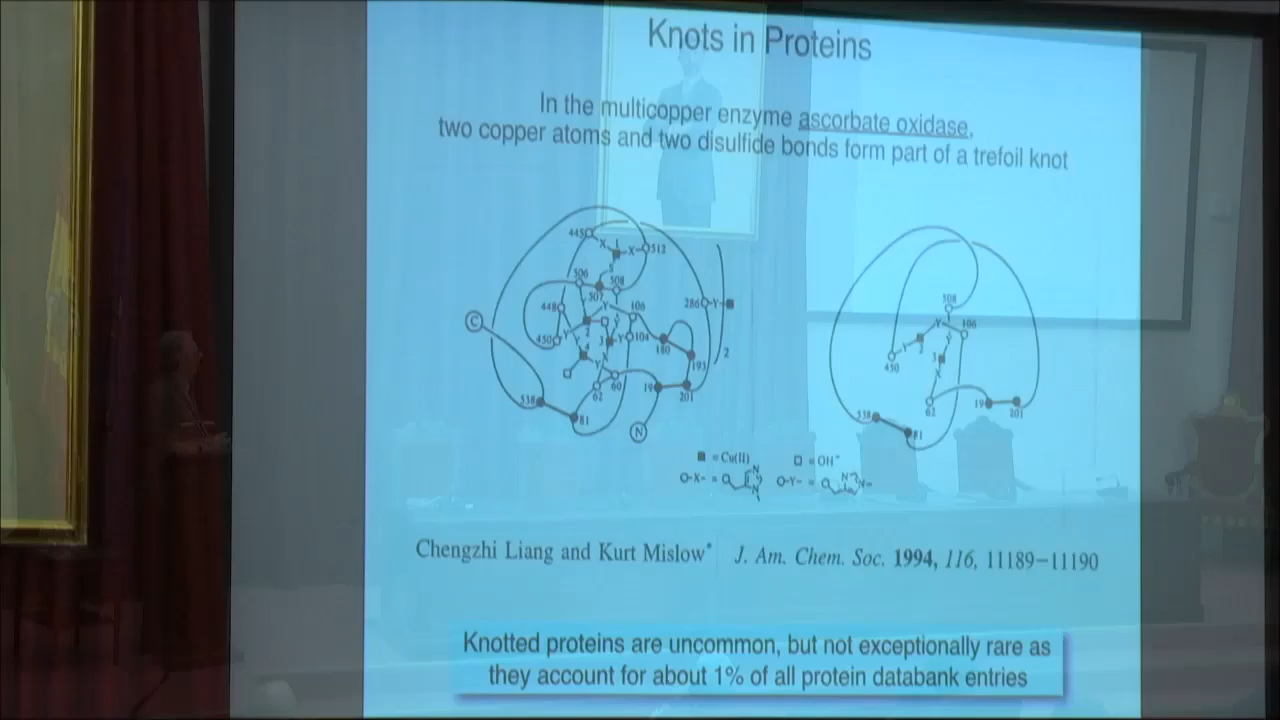 Knots in Proteins
In the multicopper enzyme ascorbate oxidase,
two copper atoms and two disulfide bonds form part of a trefoil knot
445
X
X
512
506
507
508
448
450
106
104
286
Y
180
193
2
C
538
81
62
60
19
201
N
508
106
Y
Y
2
3
450
62
538
81
19
201
= Cu(II)
= OH⁻
O-X- =
O-Y- =
Chengzhi Liang and Kurt Mislow*
J. Am. Chem. Soc. 1994, 116, 11189–11190
Knotted proteins are uncommon, but not exceptionally rare as
they account for about 1% of all protein databank entries